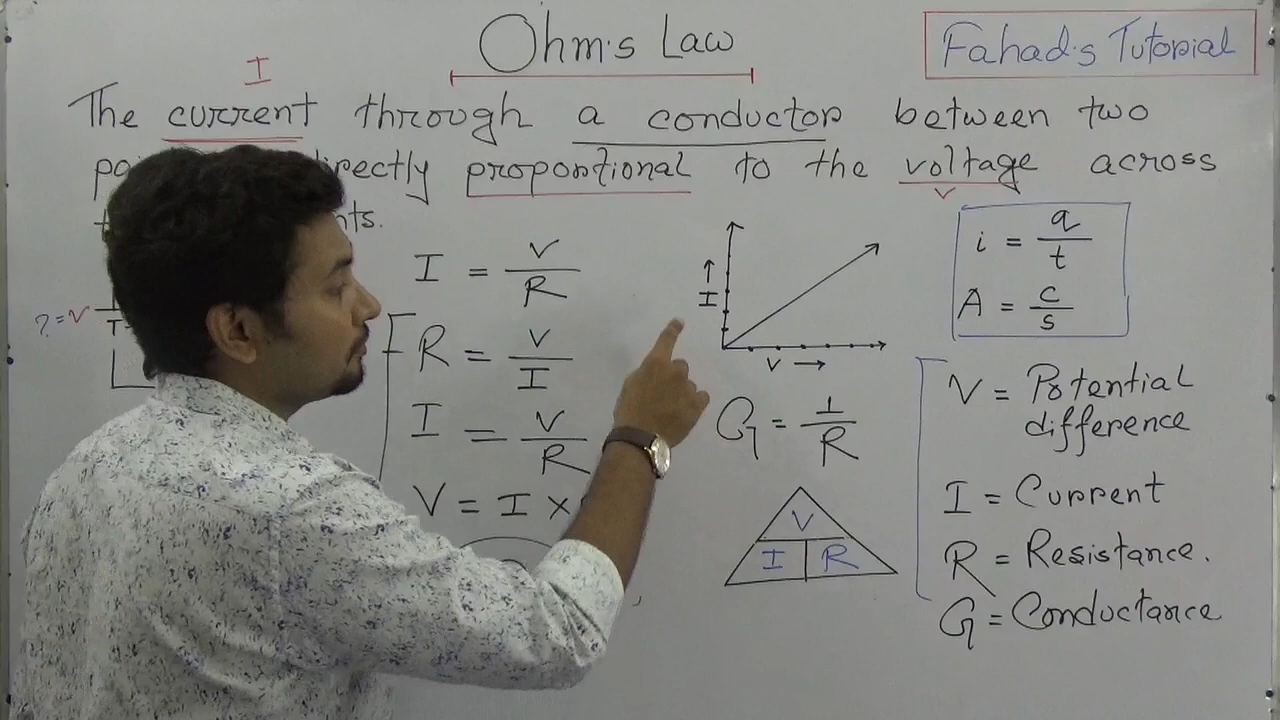 Ohm's Law
Fahad's Tutorial
I
The current through a conductor between two
directly proportional to the voltage across
V
I = V/R
R = V/I
I = V/R
V = I ×
? = V
I →
V →
G = 1/R
V
I R
i = q/t
A = c/s
V = Potential
difference
I = Current
R = Resistance.
G = Conductance